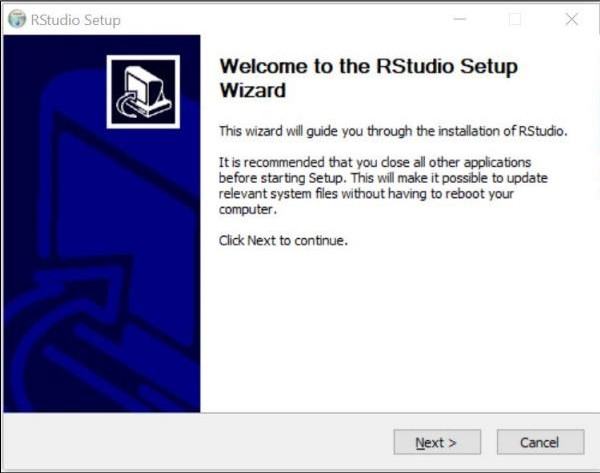 RStudio Setup
Welcome to the RStudio Setup
Wizard
This wizard will guide you through the installation of RStudio.
It is recommended that you close all other applications
before starting Setup. This will make it possible to update
relevant system files without having to reboot your
computer.
Click Next to continue.
Next >
Cancel